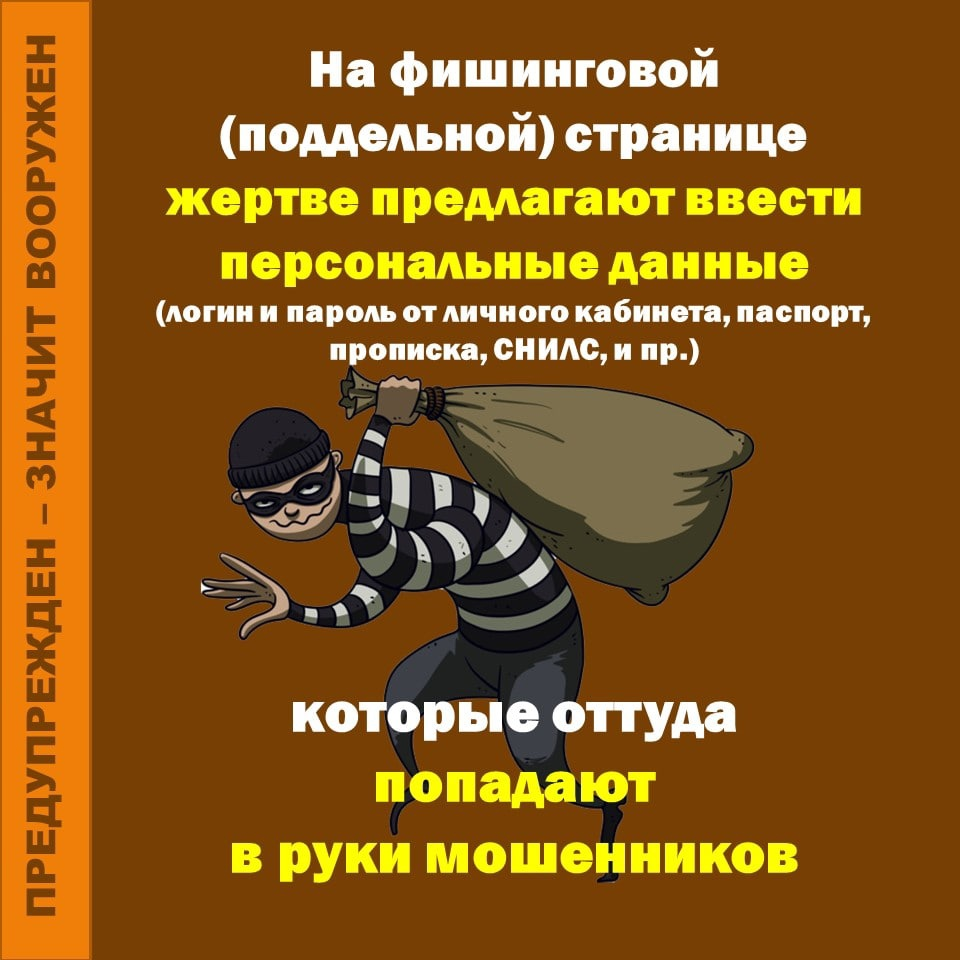 ПРЕДУПРЕЖДЕН – ЗНАЧИТ ВООРУЖЕН
На фишинговой
(поддельной) странице
жертве предлагают ввести
персональные данные
(логин и пароль от личного кабинета, паспорт,
прописка, СНИЛС, и пр.)
которые оттуда
попадают
в руки мошенников